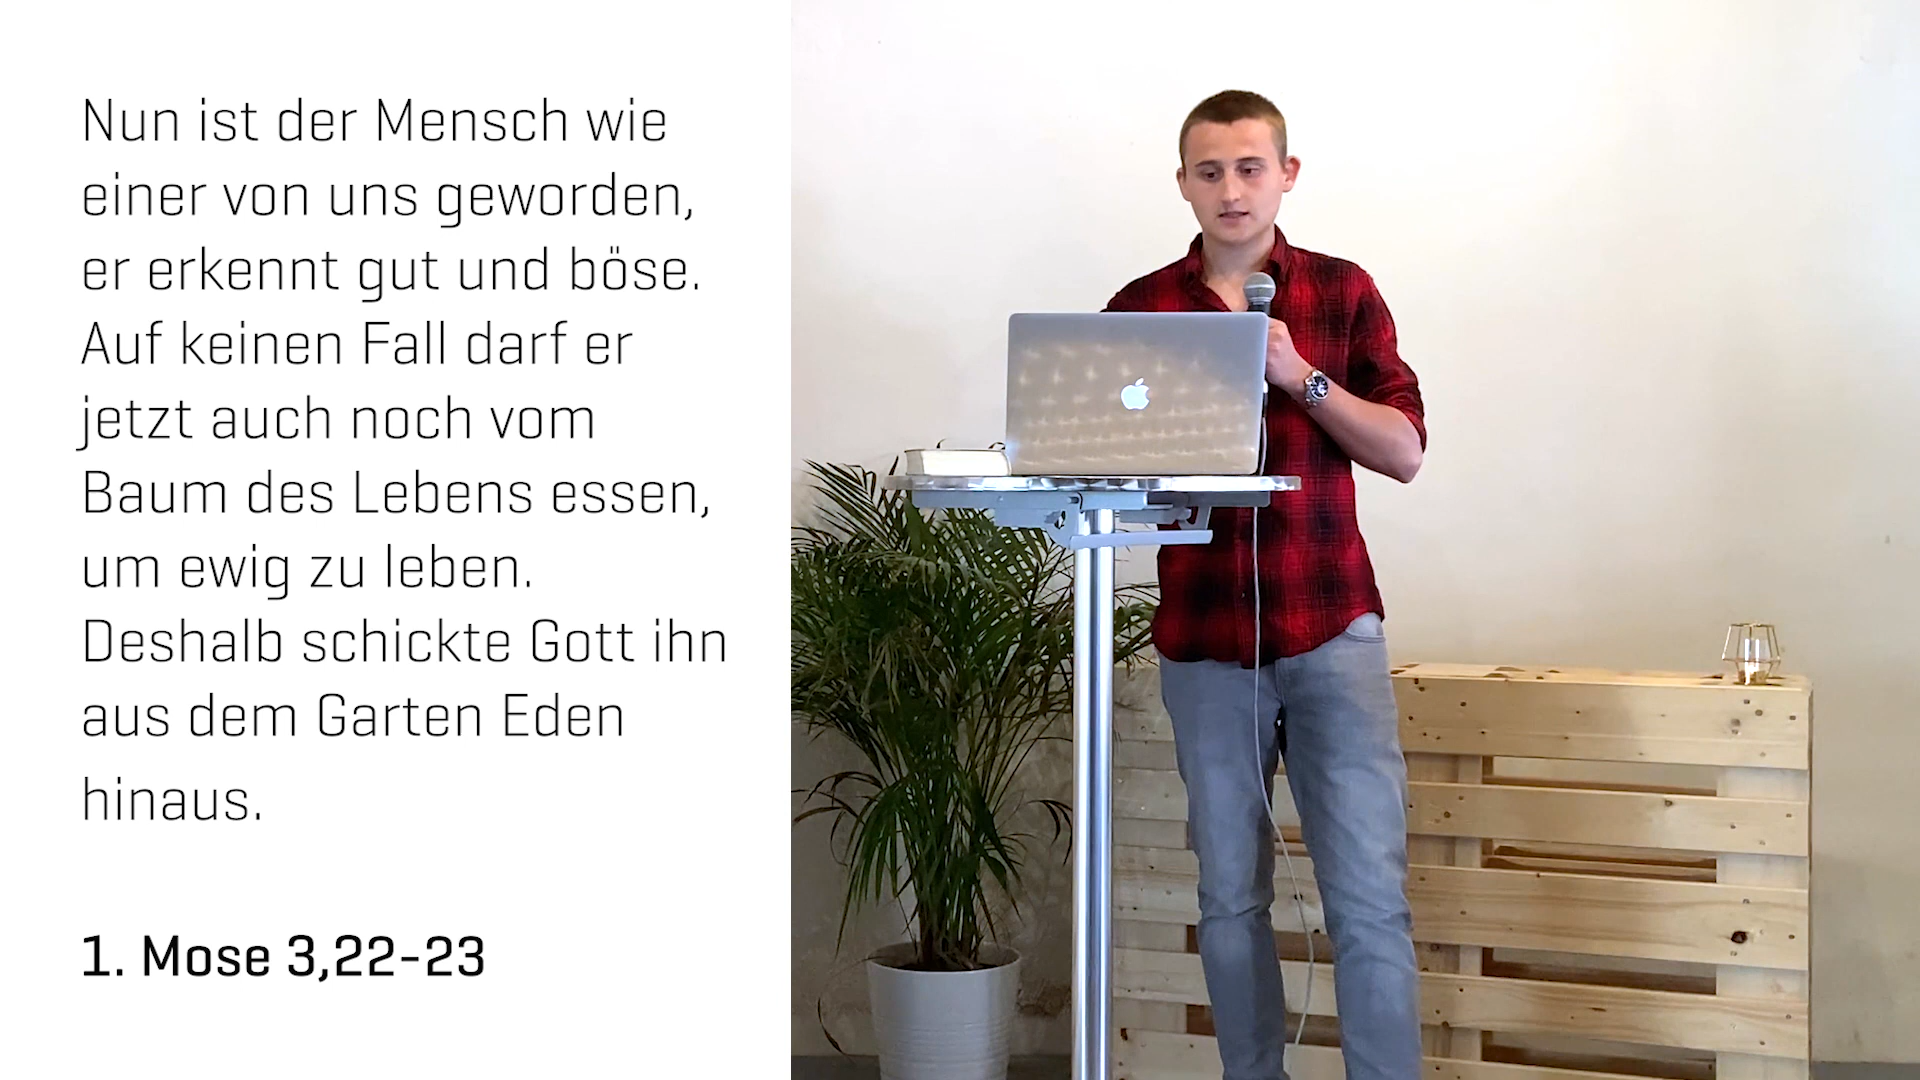 Nun ist der Mensch wie
einer von uns geworden,
er erkennt gut und böse.
Auf keinen Fall darf er
jetzt auch noch vom
Baum des Lebens essen,
um ewig zu leben.
Deshalb schickte Gott ihn
aus dem Garten Eden
hinaus.
1. Mose 3,22-23